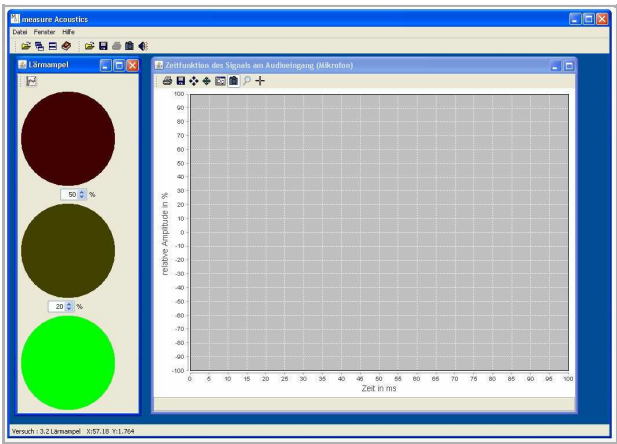 measure Acoustics
Datei Fenster Hilfe
Lärmampel
50 %
20 %
Zeitfunktion des Signals am Audioeingang (Mikrofon)
relative Amplitude in %
100
90
80
70
60
50
40
30
20
10
0
-10
-20
-30
-40
-50
-60
-70
-80
-90
-100
0 5 10 15 20 25 30 35 40 45 50 55 60 65 70 75 80 85 90 95 100
Zeit in ms
Versuch : 3.2 Lärmampel X:57.18 Y:1.764